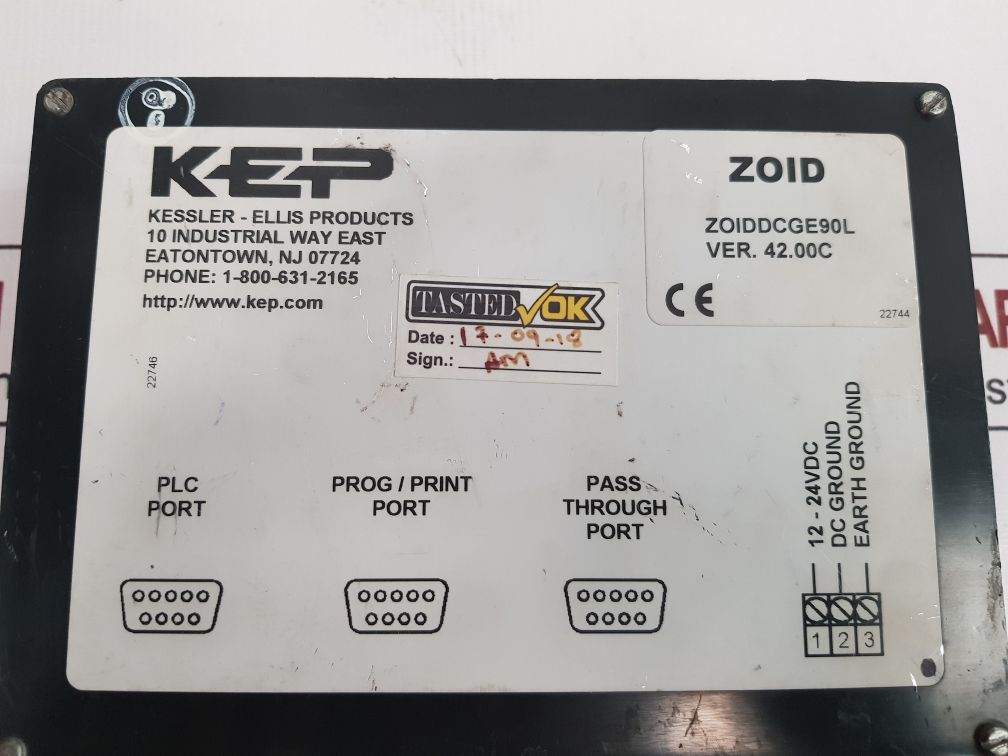 KEP
KESSLER - ELLIS PRODUCTS
10 INDUSTRIAL WAY EAST
EATONTOWN, NJ 07724
PHONE: 1-800-631-2165
http://www.kep.com
22746
ZOID
ZOIDDCGE90L
VER. 42.00C
CE
22744
TASTED OK
Date : 17-09-18
Sign.: AM
PLC
PORT
PROG / PRINT
PORT
PASS
THROUGH
PORT
12 - 24VDC
DC GROUND
EARTH GROUND
1 2 3